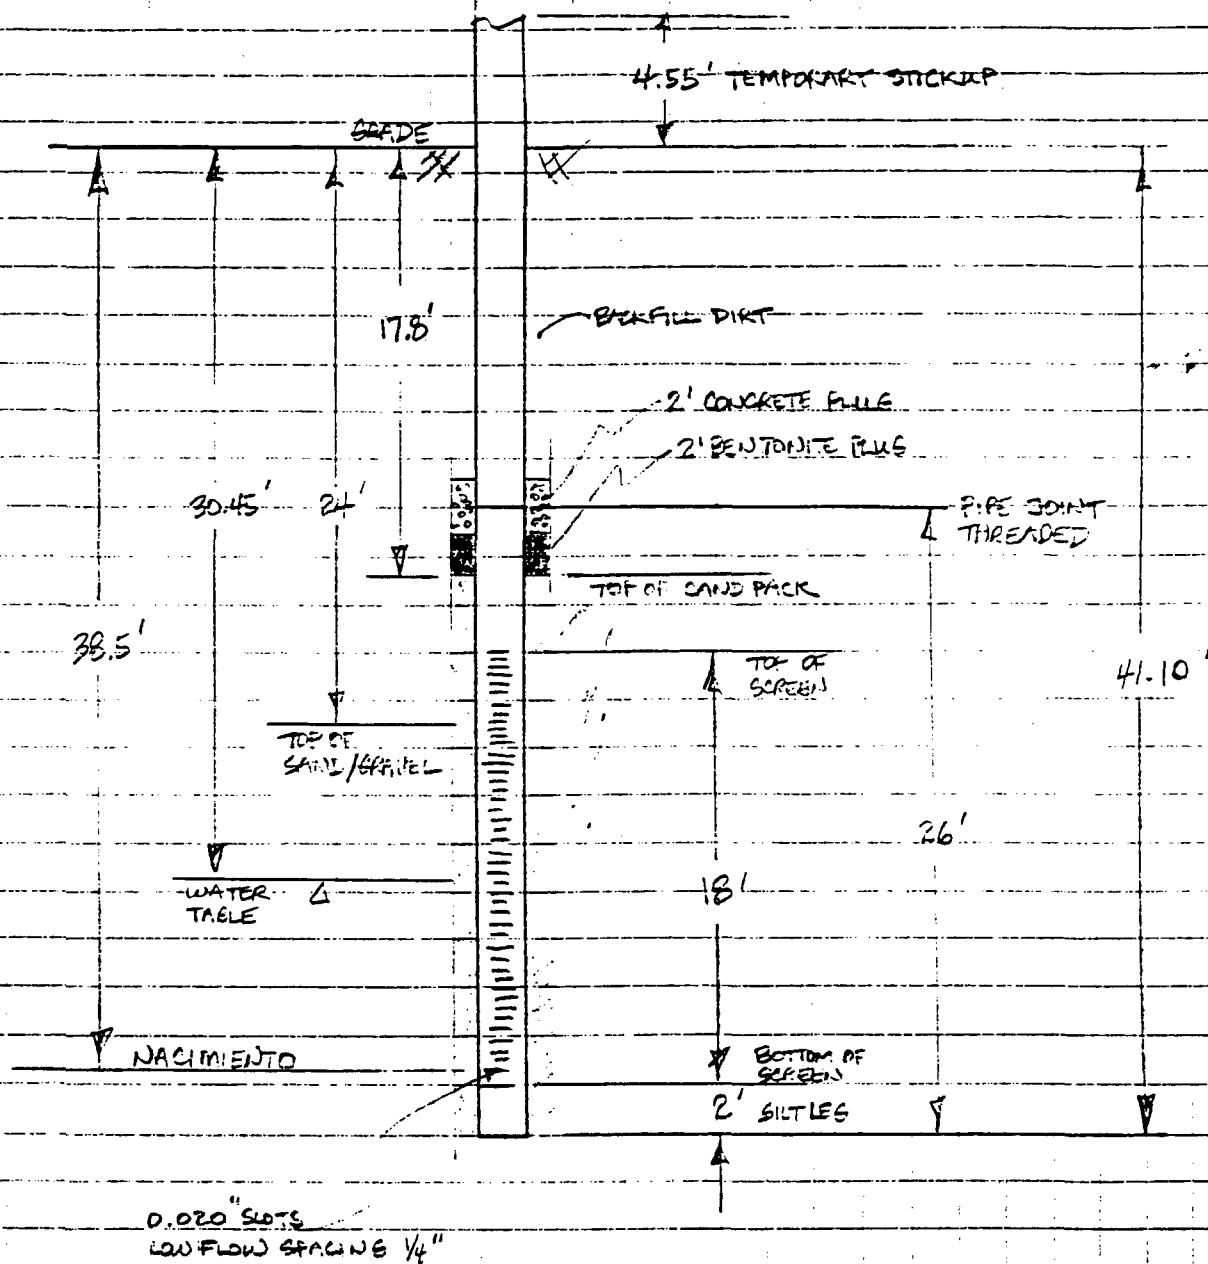 4.55' TEMPORARY STICKUP
GRADE
17.8'
BACKFILL DIRT
2' CONCRETE PLUG
2' BENTONITE PLUG
30.45'
24'
PIPE JOINT
THREADED
TOP OF SAND PACK
38.5'
TOP OF
SCREEN
41.10'
TOP OF
SAND/GRAVEL
26'
WATER
TABLE
18'
NACIMIENTO
BOTTOM OF
SCREEN
2' SILTLEG
0.020" SLOTS
LOW FLOW SPACING 1/4"